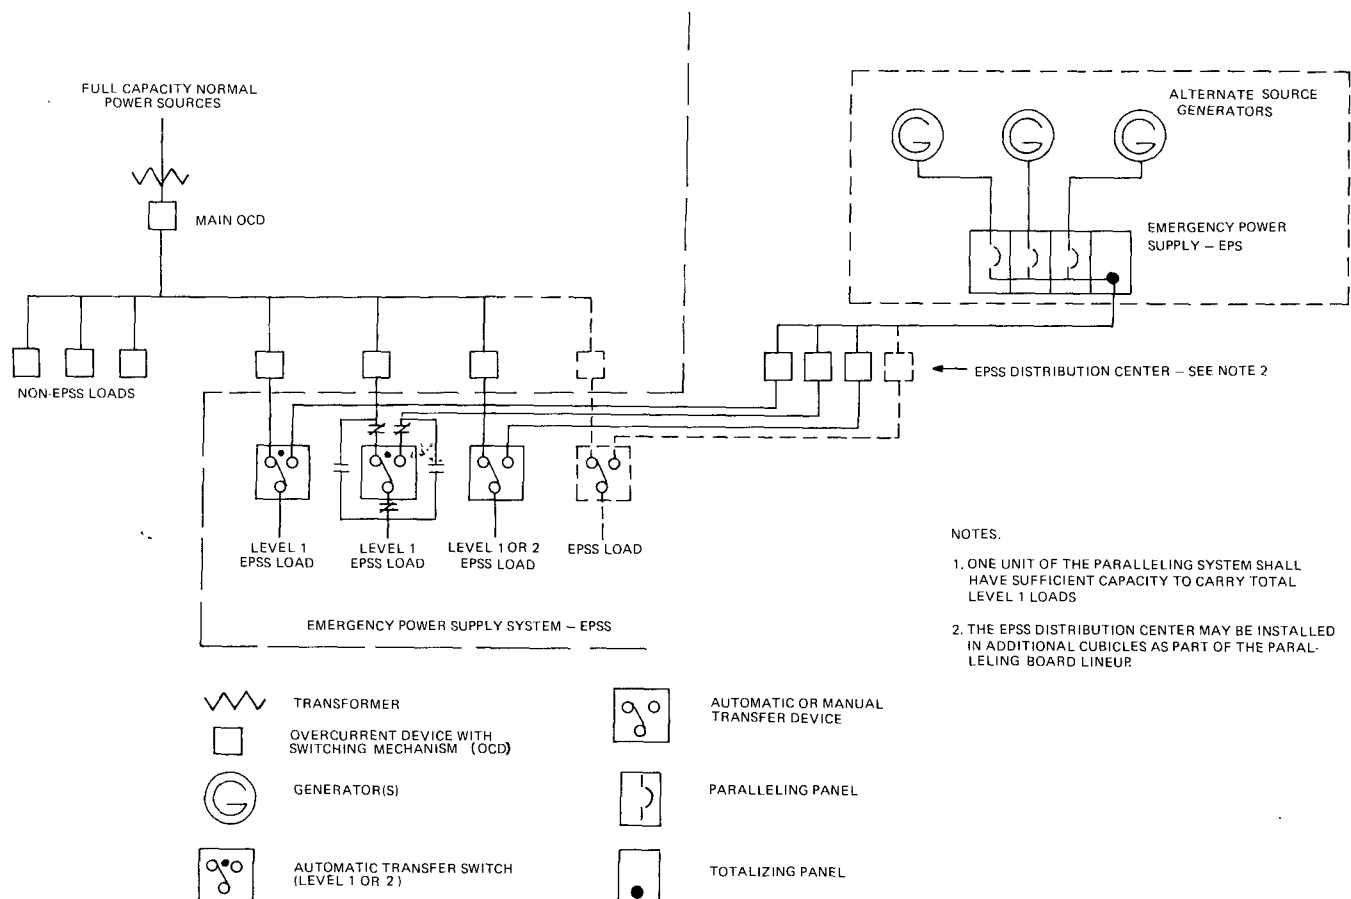 FULL CAPACITY NORMAL
POWER SOURCES
MAIN OCD
NON-EPSS LOADS
ALTERNATE SOURCE
GENERATORS
G
G
G
EMERGENCY POWER
SUPPLY – EPS
EPSS DISTRIBUTION CENTER – SEE NOTE 2
LEVEL 1
EPSS LOAD
LEVEL 1
EPSS LOAD
LEVEL 1 OR 2
EPSS LOAD
EPSS LOAD
EMERGENCY POWER SUPPLY SYSTEM – EPSS
NOTES.
1. ONE UNIT OF THE PARALLELING SYSTEM SHALL
HAVE SUFFICIENT CAPACITY TO CARRY TOTAL
LEVEL 1 LOADS
2. THE EPSS DISTRIBUTION CENTER MAY BE INSTALLED
IN ADDITIONAL CUBICLES AS PART OF THE PARAL-
LELING BOARD LINEUP.
TRANSFORMER
OVERCURRENT DEVICE WITH
SWITCHING MECHANISM (OCD)
G
GENERATOR(S)
AUTOMATIC TRANSFER SWITCH
(LEVEL 1 OR 2)
AUTOMATIC OR MANUAL
TRANSFER DEVICE
PARALLELING PANEL
TOTALIZING PANEL